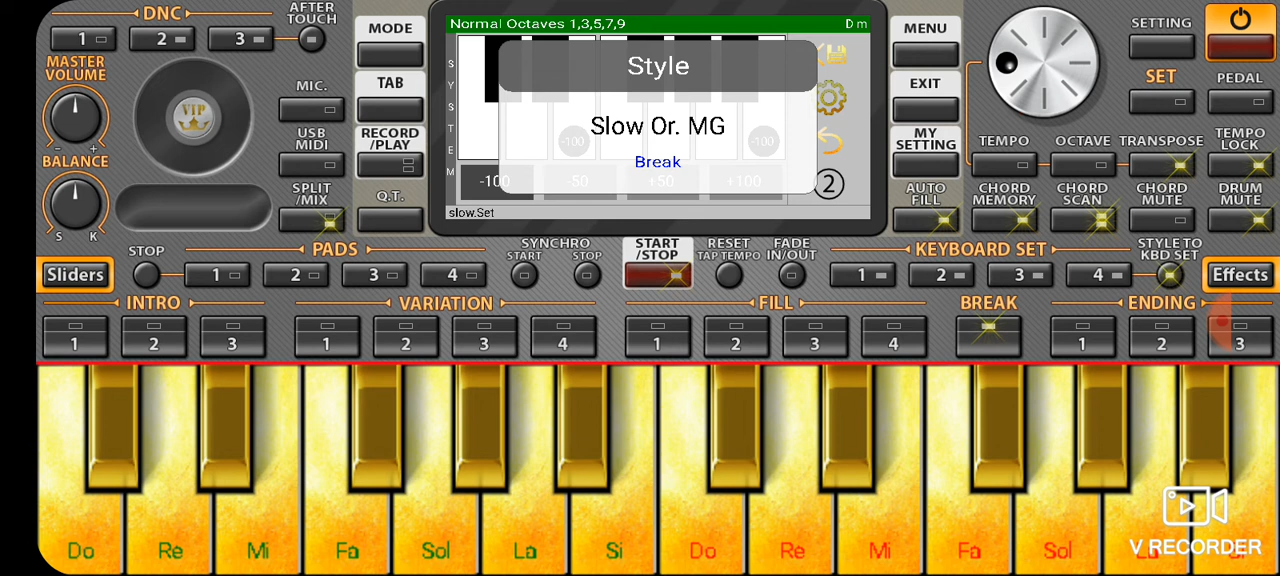 DNC
AFTER
TOUCH
1
2
3
MASTER
VOLUME
- +
BALANCE
S K
VIP
MIC.
USB
MIDI
SPLIT
/MIX
MODE
TAB
RECORD
/PLAY
Q.T.
Normal Octaves 1,3,5,7,9 Dm
SYSTEM
Style
Slow Or. MG
Break
-100 -100
-100 -50 +50 +100
2
slow.Set
MENU
EXIT
MY
SETTING
AUTO
FILL
SETTING
SET
PEDAL
TEMPO
OCTAVE
TRANSPOSE
TEMPO
LOCK
CHORD
MEMORY
CHORD
SCAN
CHORD
MUTE
DRUM
MUTE
Sliders
STOP
PADS
1
2
3
4
SYNCHRO
START STOP
START
/STOP
RESET
TAP TEMPO
FADE
IN/OUT
KEYBOARD SET
1
2
3
4
STYLE TO
KBD SET
Effects
INTRO
1
2
3
VARIATION
1
2
3
4
FILL
1
2
3
4
BREAK
ENDING
1
2
3
Do Re Mi Fa Sol La Si Do Re Mi Fa Sol
V RECORDER